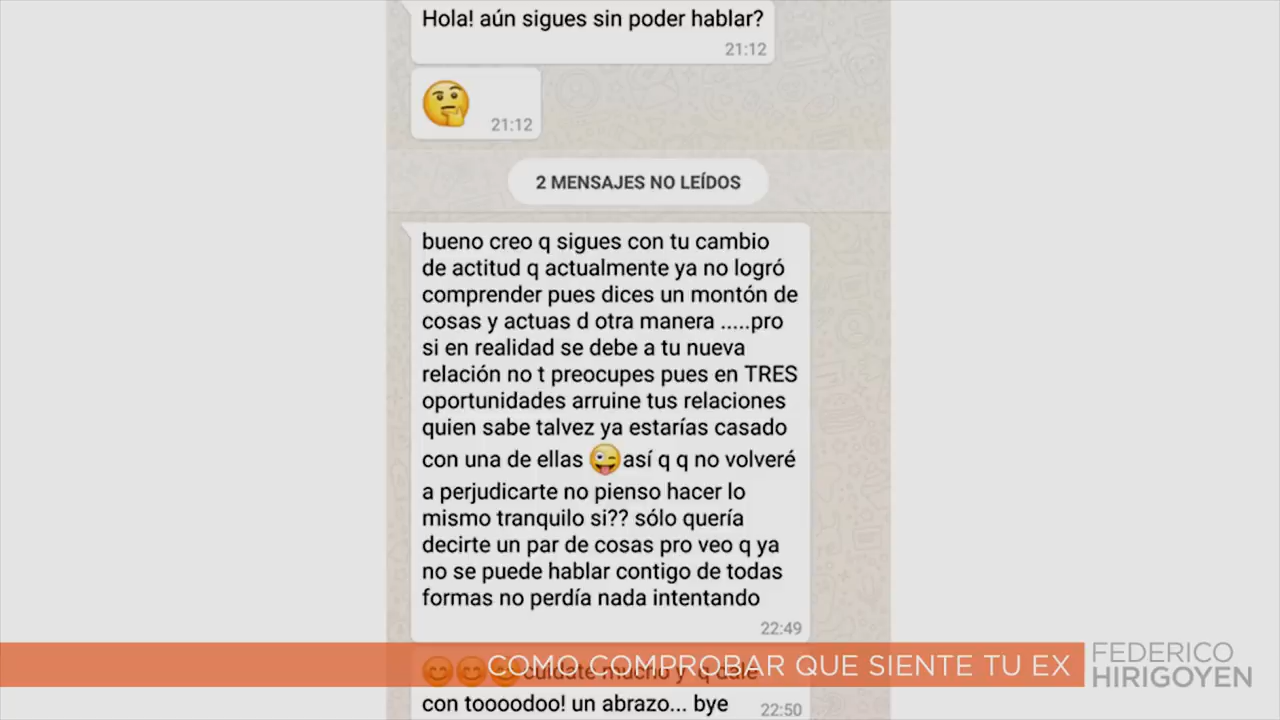 Hola! aún sigues sin poder hablar?
21:12
21:12
2 MENSAJES NO LEÍDOS
bueno creo q sigues con tu cambio
de actitud q actualmente ya no logró
comprender pues dices un montón de
cosas y actuas d otra manera .....pro
si en realidad se debe a tu nueva
relación no t preocupes pues en TRES
oportunidades arruine tus relaciones
quien sabe talvez ya estarías casado
con una de ellas 😜así q q no volveré
a perjudicarte no pienso hacer lo
mismo tranquilo si?? sólo quería
decirte un par de cosas pro veo q ya
no se puede hablar contigo de todas
formas no perdía nada intentando
22:49
cuidate mucho y q
COMO COMPROBAR QUE SIENTE TU EX
FEDERICO
HIRIGOYEN
con toooodoo! un abrazo... bye
22:50